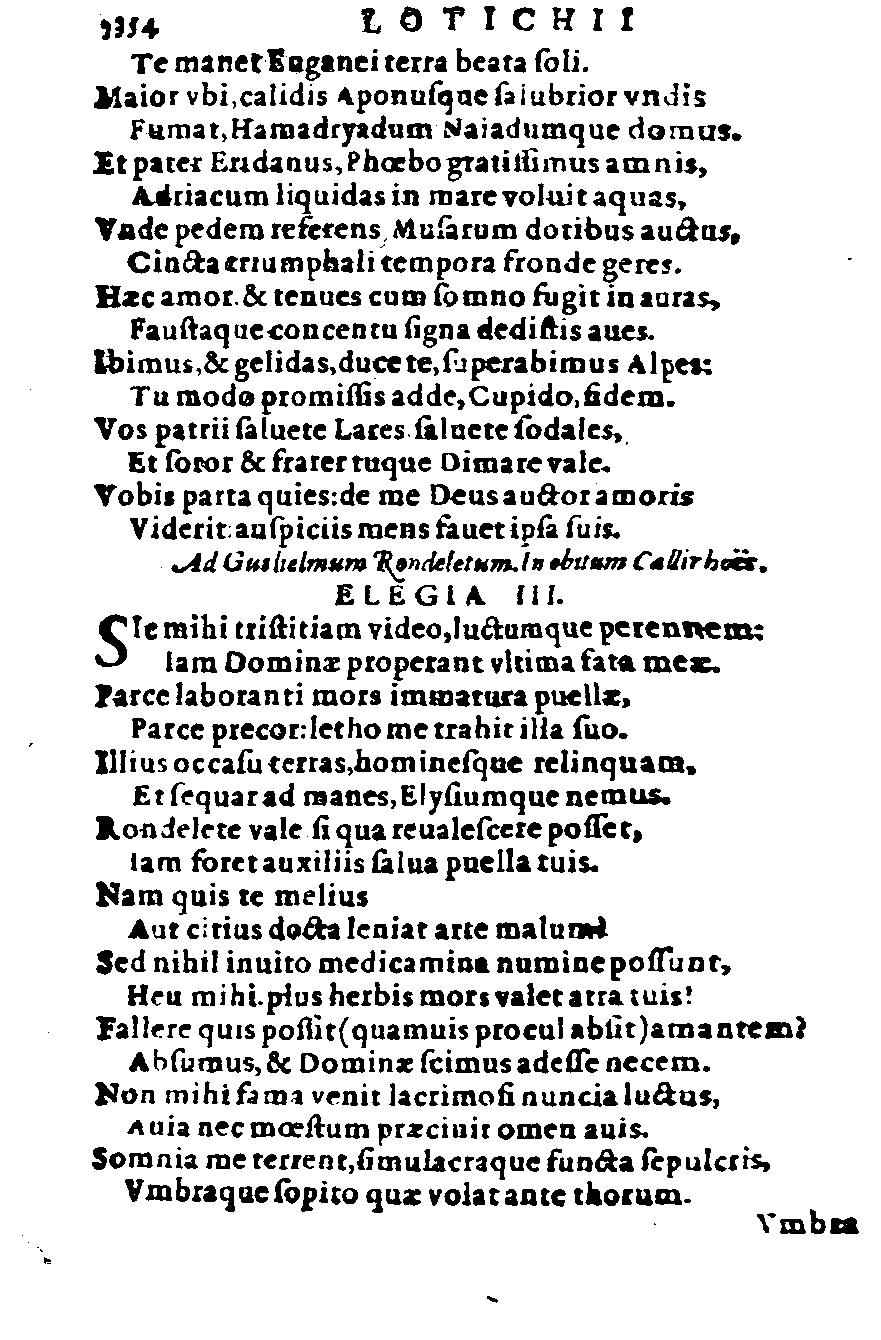 1354 LOTICHII
Te manet Euganei terra beata ſoli.
Maior vbi, calidis Aponuſque ſalubrior vndis
Fumat, Hamadryadum Naiadumque domus.
Et pater Eridanus, Phœbo gratiſſimus amnis,
Adriacum liquidas in mare voluit aquas,
Vnde pedem referens, Muſarum dotibus auctus,
Cincta triumphali tempora fronde geres.
Hæc amor. & tenues cum ſomno fugit in auras,
Fauſtaque concentu ſigna dediſtis aues.
Ibimus, & gelidas, duce te, ſuperabimus Alpes:
Tu modo promiſſis adde, Cupido, fidem.
Vos patrii ſaluete Lares. ſaluete ſodales,
Et ſoror & frater tuque Dimare vale.
Vobis parta quies: de me Deus auctor amoris
Viderit: auſpiciis mens fauet ipſa ſuis.
Ad Guilielmum Rondeletum. In obitum Callirhoës.
ELEGIA III.
SIc mihi triſtitiam video, luctumque perennem:
Iam Dominæ properant vltima fata meæ.
Parce laboranti mors immatura puellæ,
Parce precor: letho me trahit illa ſuo.
Illius occaſu terras, homineſque relinquam,
Et ſequar ad manes, Elyſiumque nemus.
Rondelete vale ſi qua reualeſcere poſſet,
Iam foret auxiliis ſalua puella tuis.
Nam quis te melius
Aut citius docta leniat arte malum?
Sed nihil inuito medicamina numine poſſunt,
Heu mihi. plus herbis mors valet atra tuis!
Fallere quis poſſit (quamuis procul abſit) amantem?
Abſumus, & Dominæ ſcimus adeſſe necem.
Non mihi fama venit lacrimoſi nuncia luctus,
Auia nec mœſtum præciuit omen auis.
Somnia me terrent, ſimulacraque functa ſepulcris,
Vmbraque ſopito quæ volat ante thorum.
Vmbra